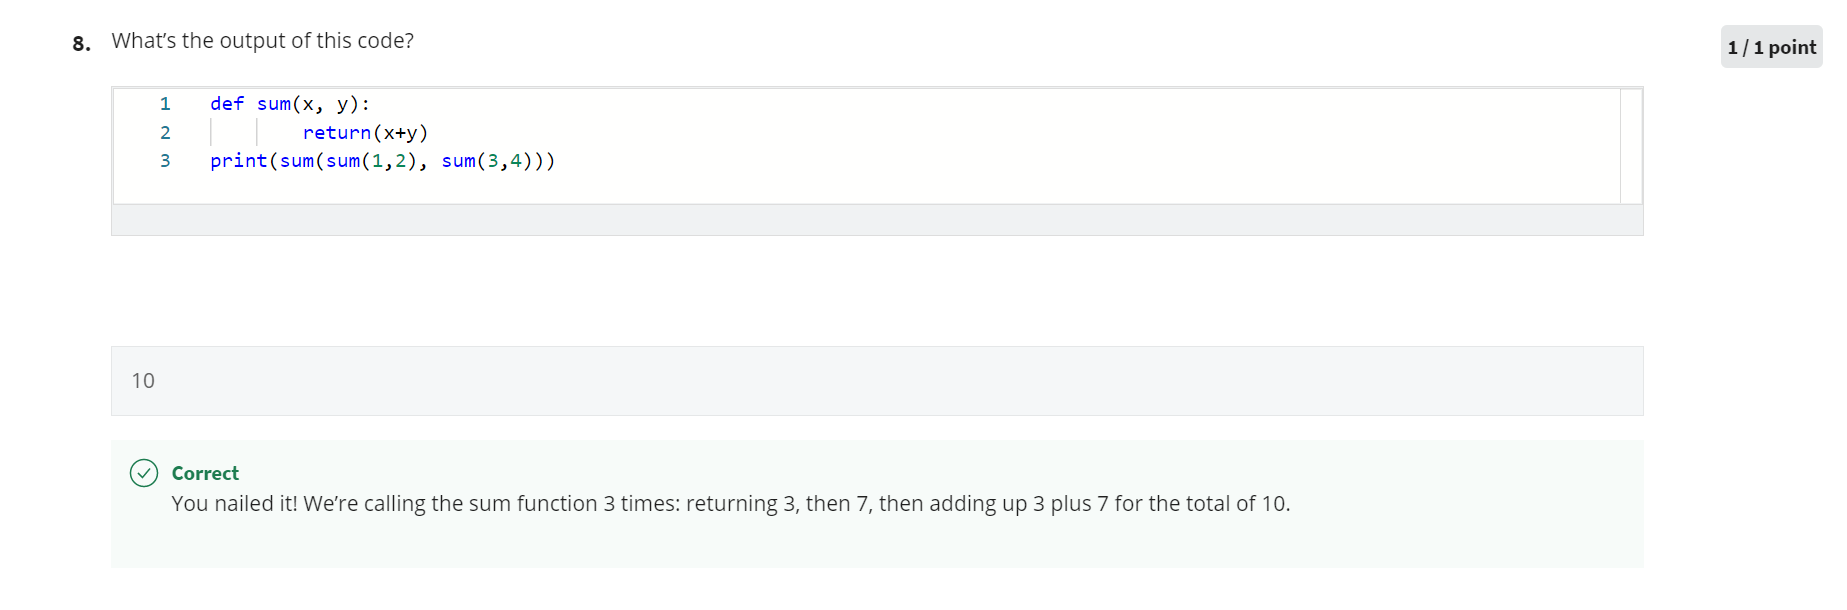 8. What’s the output of this code?
1 / 1 point
1 def sum(x, y):
2 return(x+y)
3 print(sum(sum(1,2), sum(3,4)))
10
Correct
You nailed it! We’re calling the sum function 3 times: returning 3, then 7, then adding up 3 plus 7 for the total of 10.